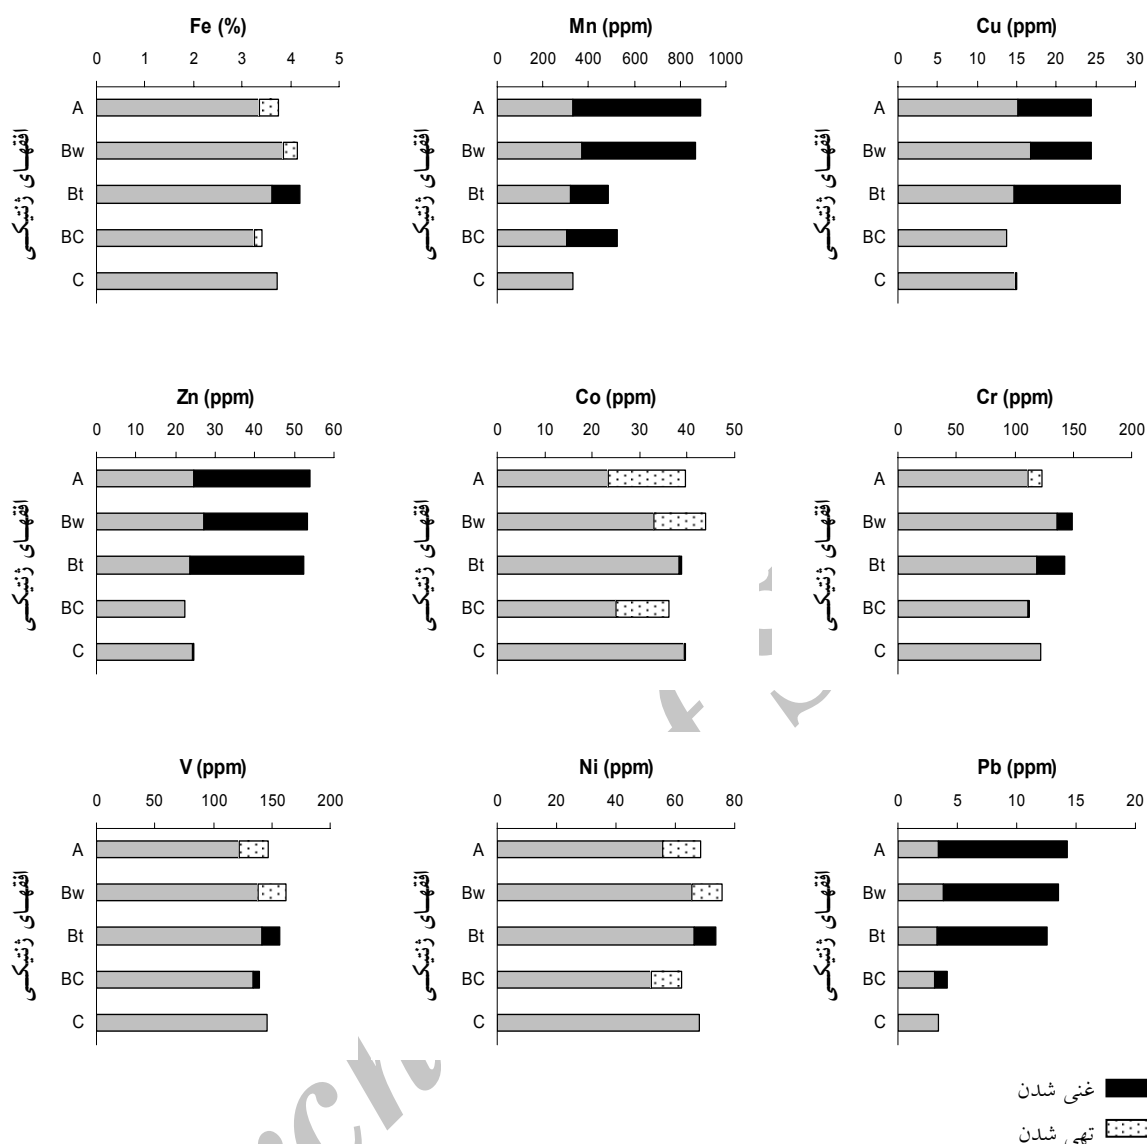 Fe (%)
0 1 2 3 4 5
A
Bw
Bt
BC
C
افقهای ژنتیکی
Mn (ppm)
0 200 400 600 800 1000
A
Bw
Bt
BC
C
افقهای ژنتیکی
Cu (ppm)
0 5 10 15 20 25 30
A
Bw
Bt
BC
C
افقهای ژنتیکی
Zn (ppm)
0 10 20 30 40 50 60
A
Bw
Bt
BC
C
افقهای ژنتیکی
Co (ppm)
0 10 20 30 40 50
A
Bw
Bt
BC
C
افقهای ژنتیکی
Cr (ppm)
0 50 100 150 200
A
Bw
Bt
BC
C
افقهای ژنتیکی
V (ppm)
0 50 100 150 200
A
Bw
Bt
BC
C
افقهای ژنتیکی
Ni (ppm)
0 20 40 60 80
A
Bw
Bt
BC
C
افقهای ژنتیکی
Pb (ppm)
0 5 10 15 20
A
Bw
Bt
BC
C
افقهای ژنتیکی
غنی شدن
تهی شدن